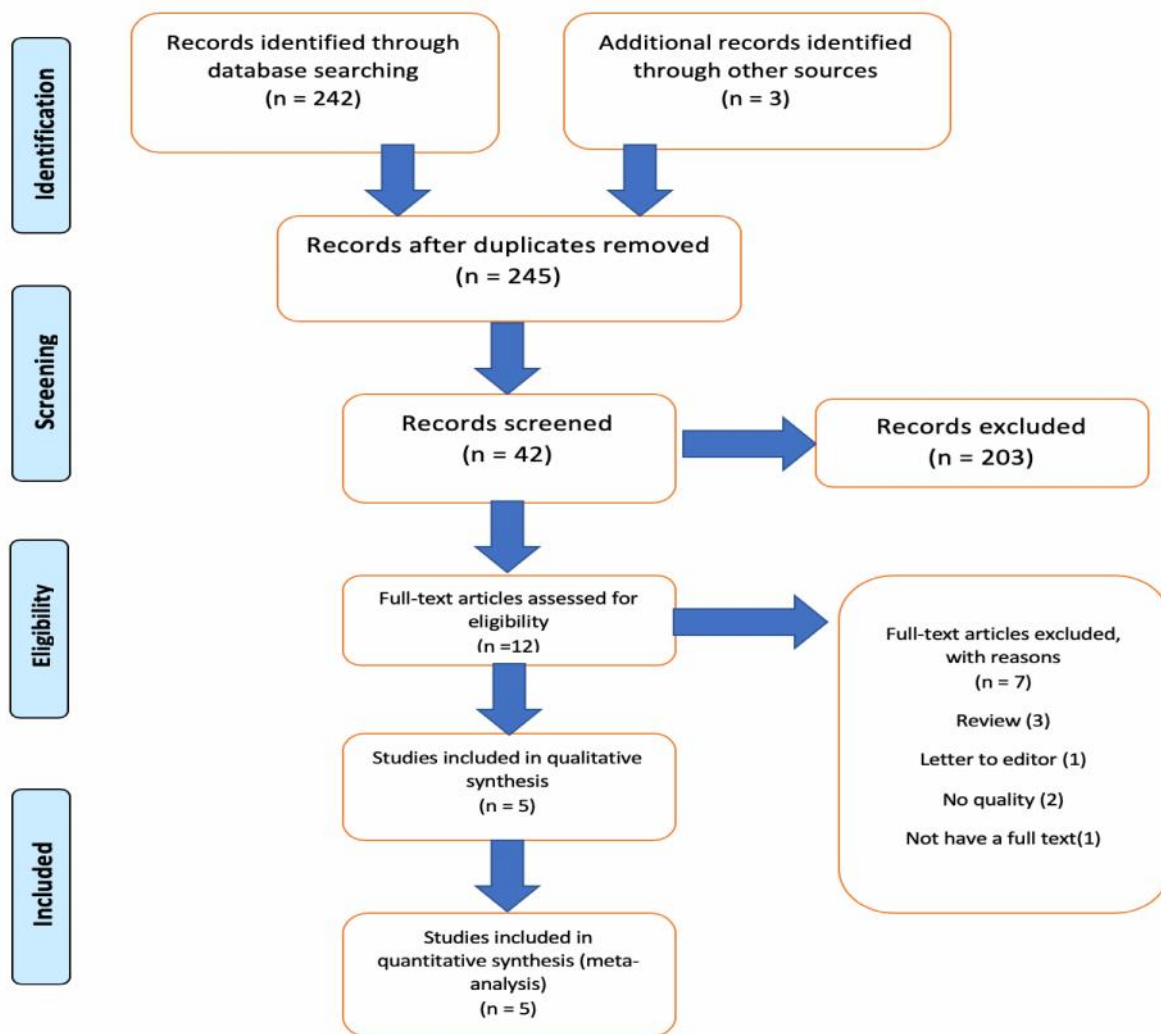 Identification
Records identified through
database searching
(n = 242)
Additional records identified
through other sources
(n = 3)
Records after duplicates removed
(n = 245)
Screening
Records screened
(n = 42)
Records excluded
(n = 203)
Eligibility
Full-text articles assessed for
eligibility
(n =12)
Full-text articles excluded,
with reasons
(n = 7)
Review (3)
Letter to editor (1)
No quality (2)
Not have a full text(1)
Studies included in qualitative
synthesis
(n = 5)
Included
Studies included in
quantitative synthesis (meta-
analysis)
(n = 5)